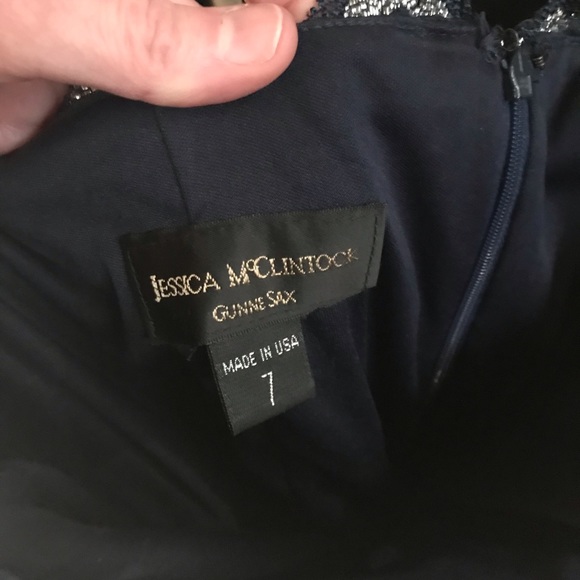 JESSICA MCCLINTOCK
GUNNE SAX
MADE IN USA
7